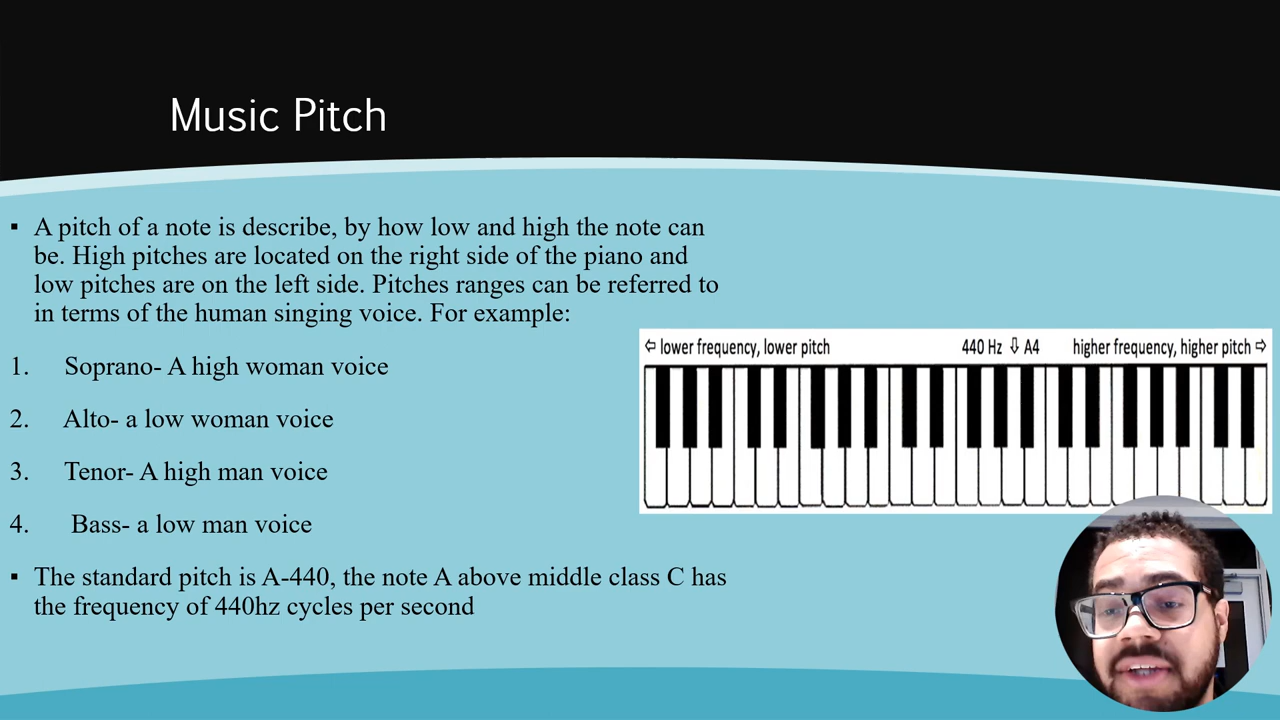 Music Pitch
▪ A pitch of a note is describe, by how low and high the note can
be. High pitches are located on the right side of the piano and
low pitches are on the left side. Pitches ranges can be referred to
in terms of the human singing voice. For example:
1. Soprano- A high woman voice
2. Alto- a low woman voice
3. Tenor- A high man voice
4. Bass- a low man voice
▪ The standard pitch is A-440, the note A above middle class C has
the frequency of 440hz cycles per second
⇦ lower frequency, lower pitch 440 Hz ⇩ A4 higher frequency, higher pitch ⇨